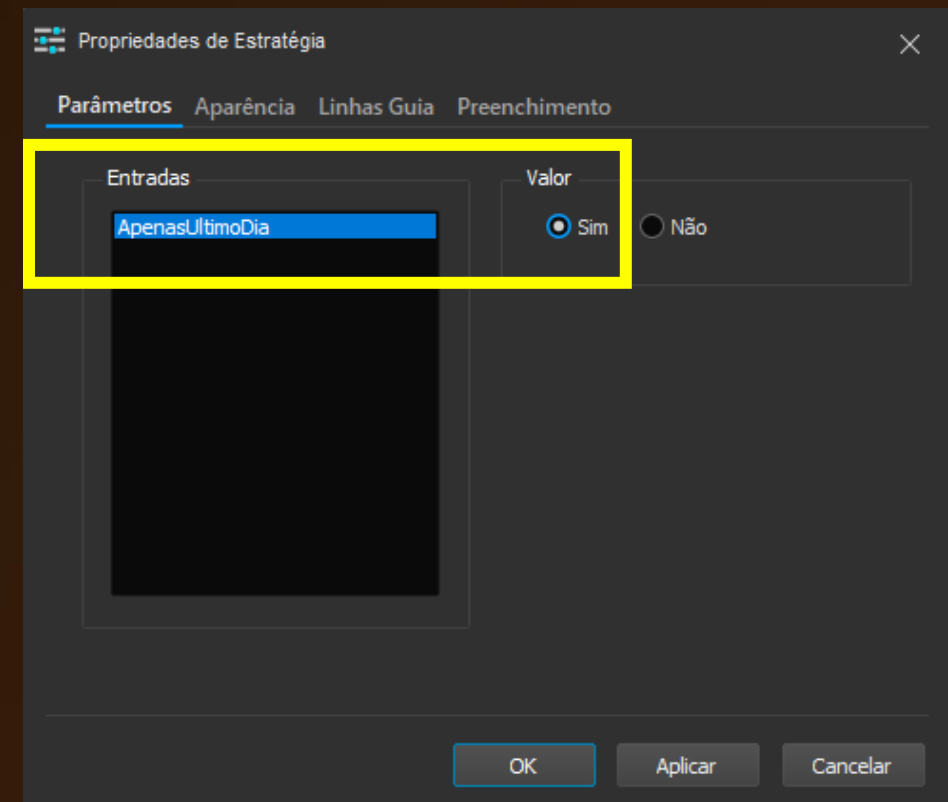 Propriedades de Estratégia
Parâmetros Aparência Linhas Guia Preenchimento
Entradas Valor
ApenasUltimoDia Sim Não
OK Aplicar Cancelar